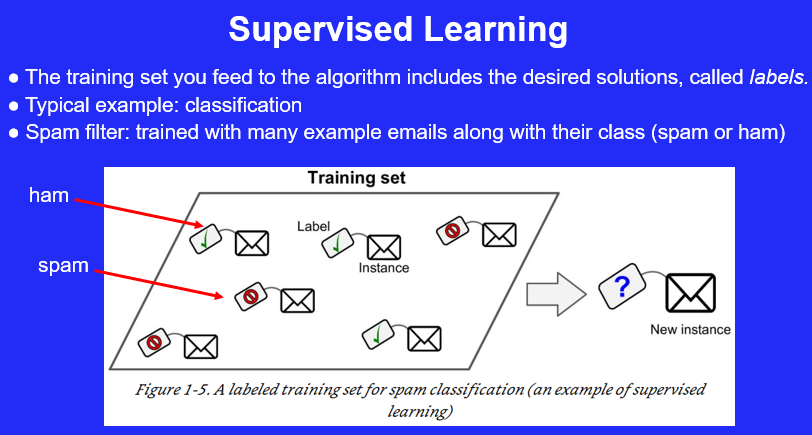 Supervised Learning
● The training set you feed to the algorithm includes the desired solutions, called labels.
● Typical example: classification
● Spam filter: trained with many example emails along with their class (spam or ham)
Training set
ham
Label
Instance
spam
?
New instance
Figure 1-5. A labeled training set for spam classification (an example of supervised
learning)